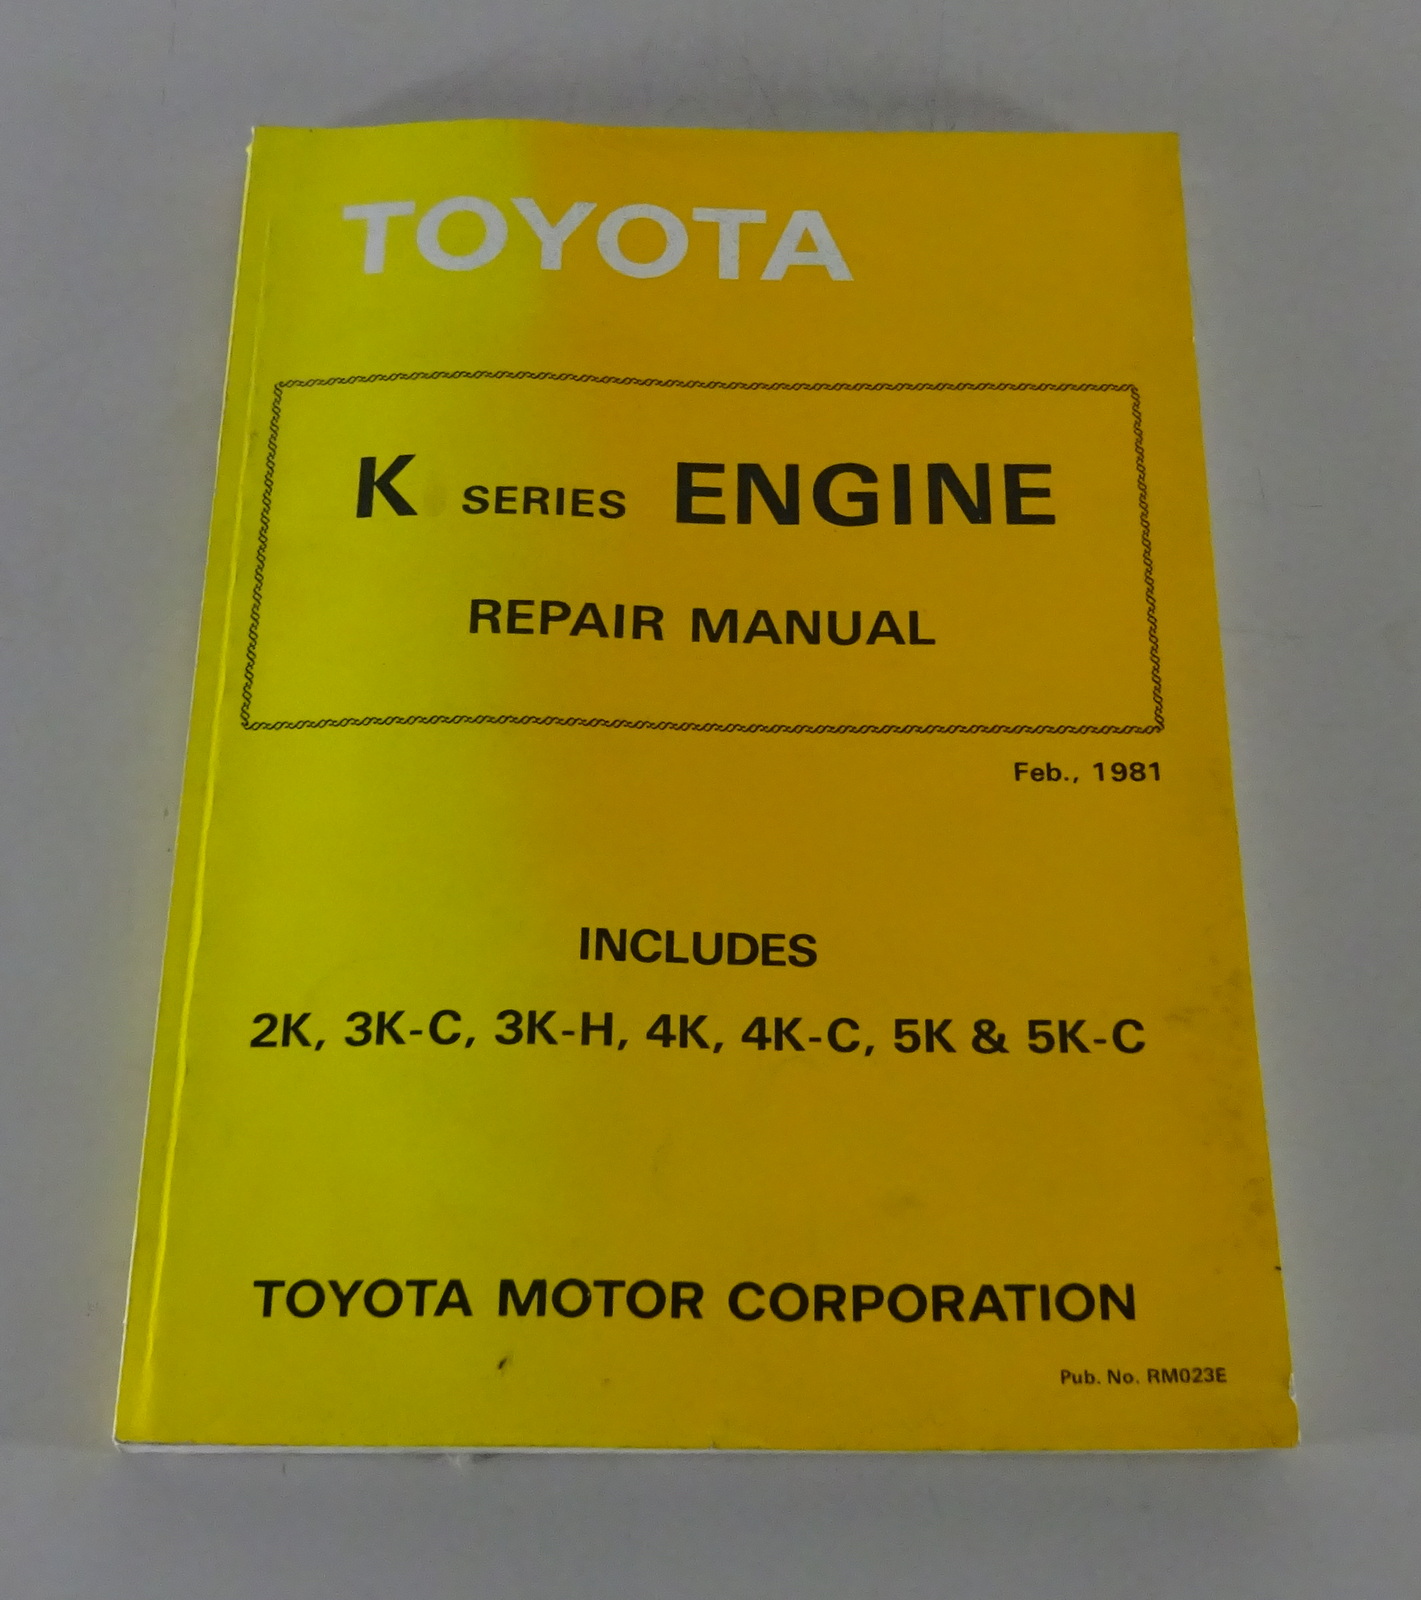 TOYOTA
K SERIES ENGINE
REPAIR MANUAL
Feb., 1981
INCLUDES
2K, 3K-C, 3K-H, 4K, 4K-C, 5K & 5K-C
TOYOTA MOTOR CORPORATION
Pub. No. RM023E